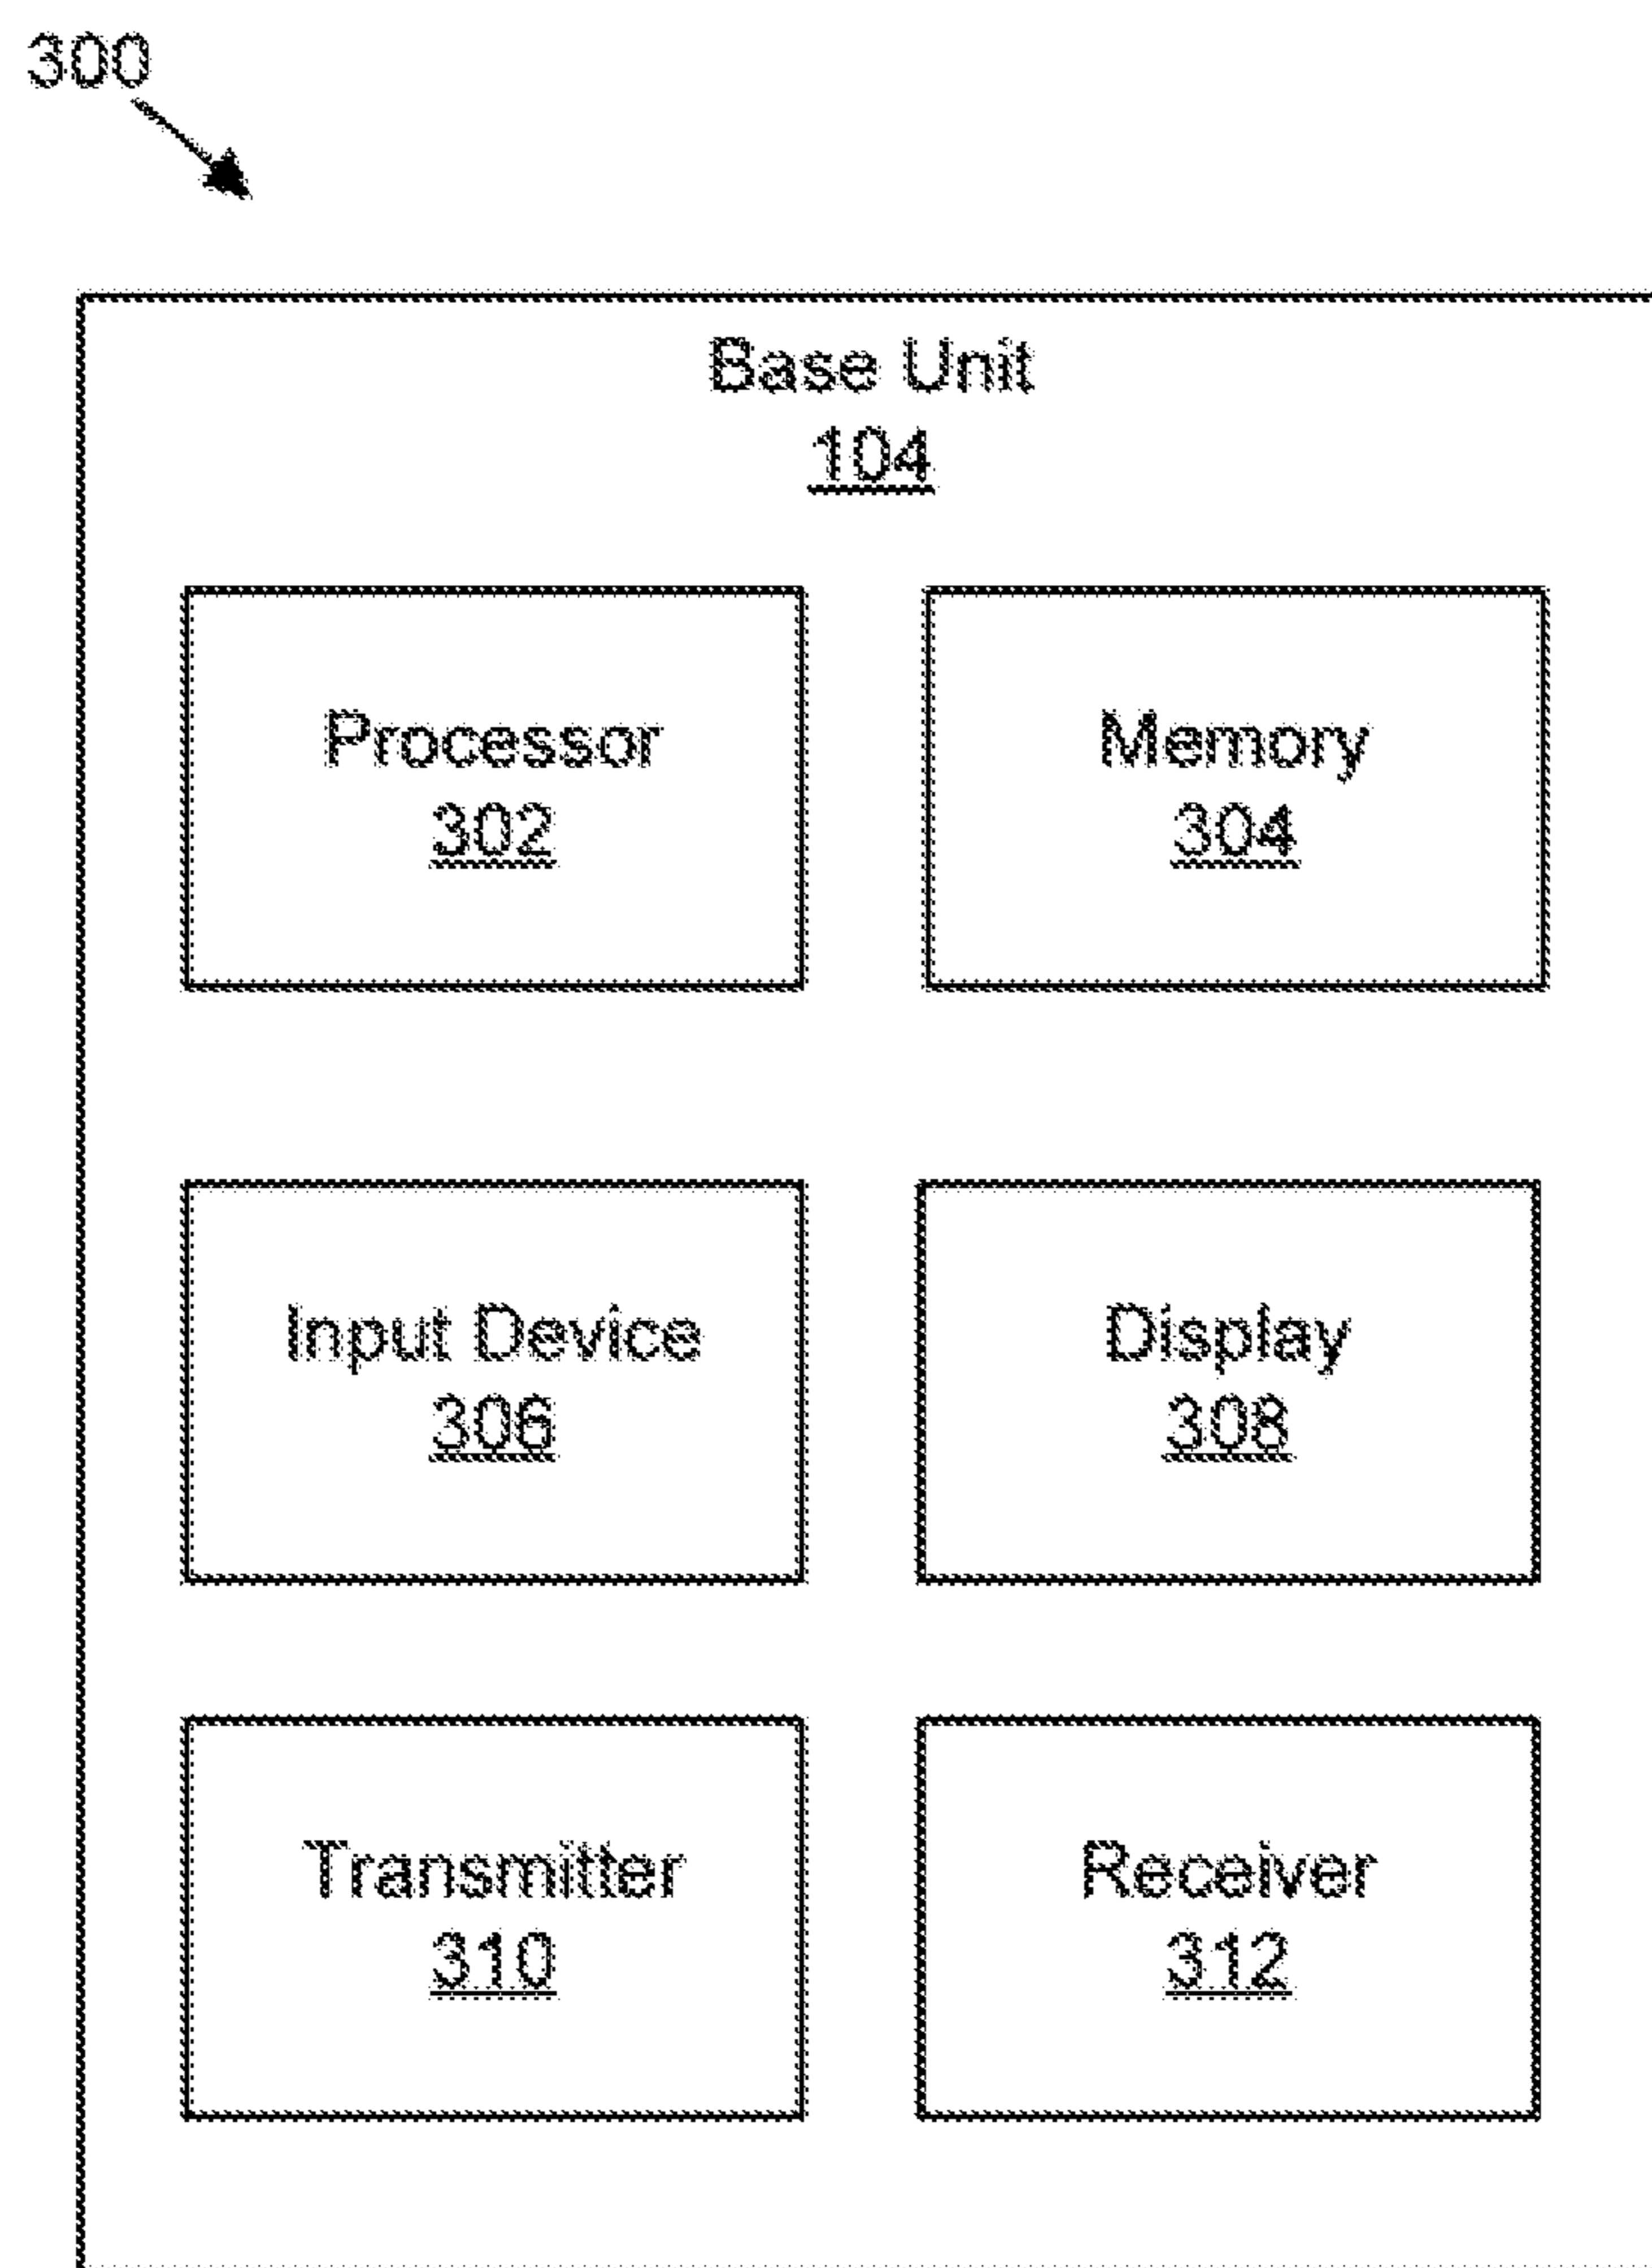 300
Base Unit
104
Processor
302
Memory
304
Input Device
306
Display
308
Transmitter
310
Receiver
312